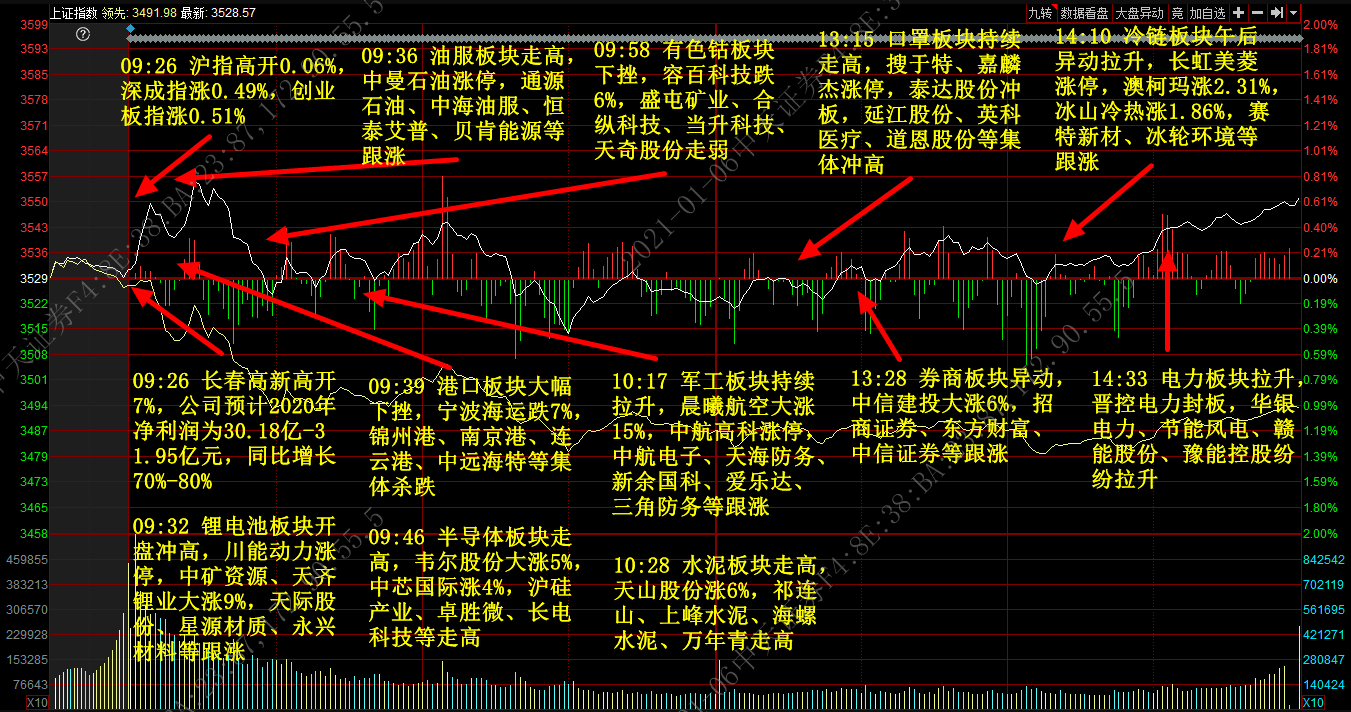 上证指数 领先: 3491.98 最新: 3528.57
九转 数据看盘 大盘异动 竞 加自选
09:26 沪指高开0.06%,
深成指涨0.49%, 创业
板指涨0.51%
09:36 油服板块走高,
中曼石油涨停, 通源
石油、中海油服、恒
泰艾普、贝肯能源等
跟涨
09:58 有色钴板块
下挫, 容百科技跌
6%, 盛屯矿业、合
纵科技、当升科技、
天奇股份走弱
13:15 口罩板块持续
走高, 搜于特、嘉麟
杰涨停, 泰达股份冲
板, 延江股份、英科
医疗、道恩股份等集
体冲高
14:10 冷链板块午后
异动拉升, 长虹美菱
涨停, 澳柯玛涨2.31%,
冰山冷热涨1.86%, 赛
特新材、冰轮环境等
跟涨
09:26 长春高新高开
7%, 公司预计2020年
净利润为30.18亿-3
1.95亿元, 同比增长
70%-80%
09:39 港口板块大幅
下挫, 宁波海运跌7%,
锦州港、南京港、连
云港、中远海特等集
体杀跌
10:17 军工板块持续
拉升, 晨曦航空大涨
15%, 中航高科涨停,
中航电子、天海防务、
新余国科、爱乐达、
三角防务等跟涨
13:28 券商板块异动,
中信建投大涨6%, 招
商证券、东方财富、
中信证券等跟涨
14:33 电力板块拉升,
晋控电力封板, 华银
电力、节能风电、赣
能股份、豫能控股纷
纷拉升
09:32 锂电池板块开
盘冲高, 川能动力涨
停, 中矿资源、天齐
锂业大涨9%, 天际股
份、星源材质、永兴
材料等跟涨
09:46 半导体板块走
高, 韦尔股份大涨5%,
中芯国际涨4%, 沪硅
产业、卓胜微、长电
科技等走高
10:28 水泥板块走高,
天山股份涨6%, 祁连
山、上峰水泥、海螺
水泥、万年青走高
3599
3593
3585
3578
3571
3564
3557
3550
3543
3536
3529
3522
3515
3508
3501
3494
3487
3479
3473
3465
3458
459855
383213
306570
229928
153285
76643
X10
2.00%
1.81%
1.61%
1.41%
1.21%
1.01%
0.81%
0.61%
0.40%
0.21%
0.00%
0.19%
0.39%
0.59%
0.79%
0.99%
1.19%
1.39%
1.59%
1.80%
2.00%
842542
702119
561695
421271
280847
140424
X10